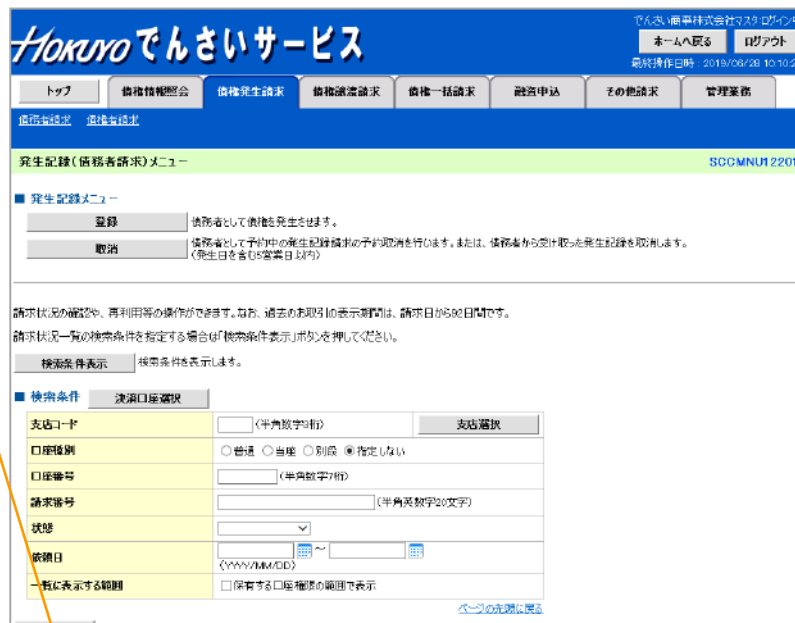 HOKUYOでんさいサービス
でんさい商事株式会社マスタ:ログイン中
ホームへ戻る ログアウト
最終操作日時：2019/06/28 10:10:2
トップ 債権情報照会 債権発生請求 債権譲渡請求 債権一括請求 融資申込 その他請求 管理業務
債務者請求 債権者請求
発生記録（債務者請求）メニュー SCCMNU12201
■ 発生記録メニュー
登録 債務者として債権を発生させます。
取消 債務者として予約中の発生記録請求の予約取消を行います。または、債務者から受け取った発生記録を取消します。
（発生日を含む5営業日以内）
請求状況の確認や、再利用等の操作ができます。なお、過去のお取引の表示期間は、請求日から92日間です。
請求状況一覧の検索条件を指定する場合は「検索条件表示」ボタンを押してください。
検索条件表示 検索条件を表示します。
■ 検索条件 決済口座選択
支店コード （半角数字3桁） 支店選択
口座種別 普通 当座 別段 指定しない
口座番号 （半角数字7桁）
請求番号 （半角英数字20文字）
状態
依頼日 ～
（YYYY/MM/DD）
一覧に表示する範囲 保有する口座権限の範囲で表示
ページの先頭に戻る